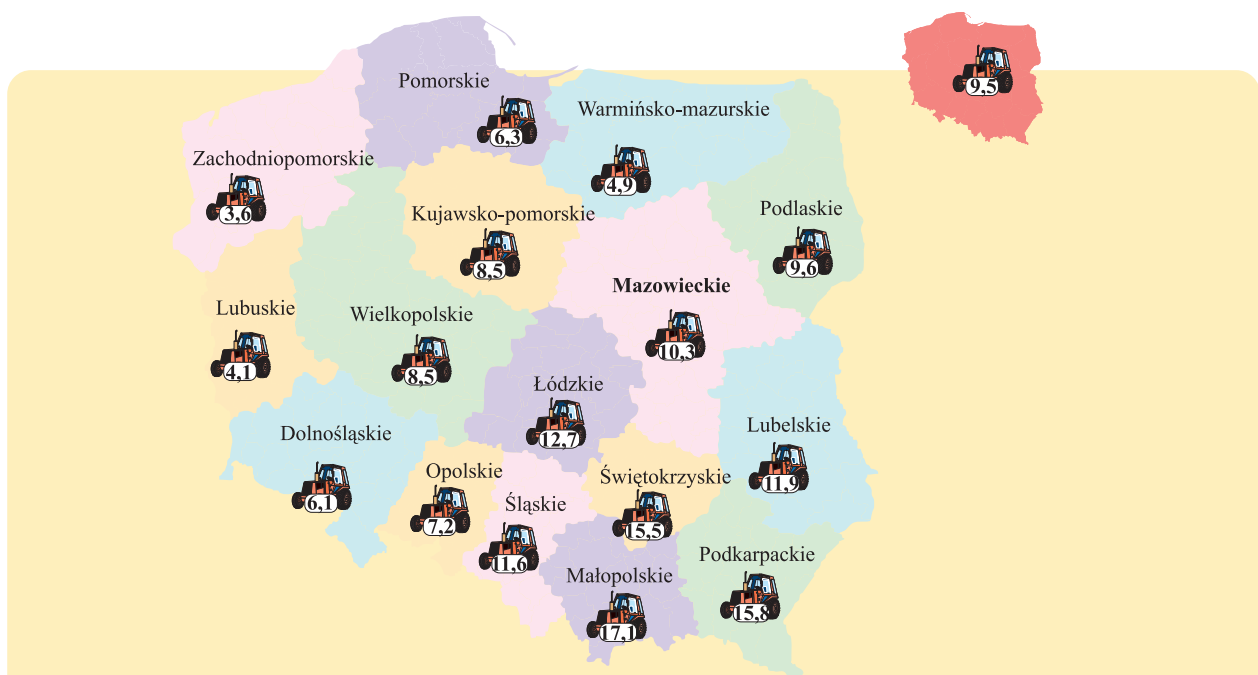 9,5
Pomorskie
6,3
Warmińsko-mazurskie
4,9
Zachodniopomorskie
3,6
Kujawsko-pomorskie
8,5
Podlaskie
9,6
Mazowieckie
10,3
Lubuskie
4,1
Wielkopolskie
8,5
Łódzkie
12,7
Dolnośląskie
6,1
Lubelskie
11,9
Opolskie
7,2
Śląskie
11,6
Świętokrzyskie
15,5
Podkarpackie
15,8
Małopolskie
17,1